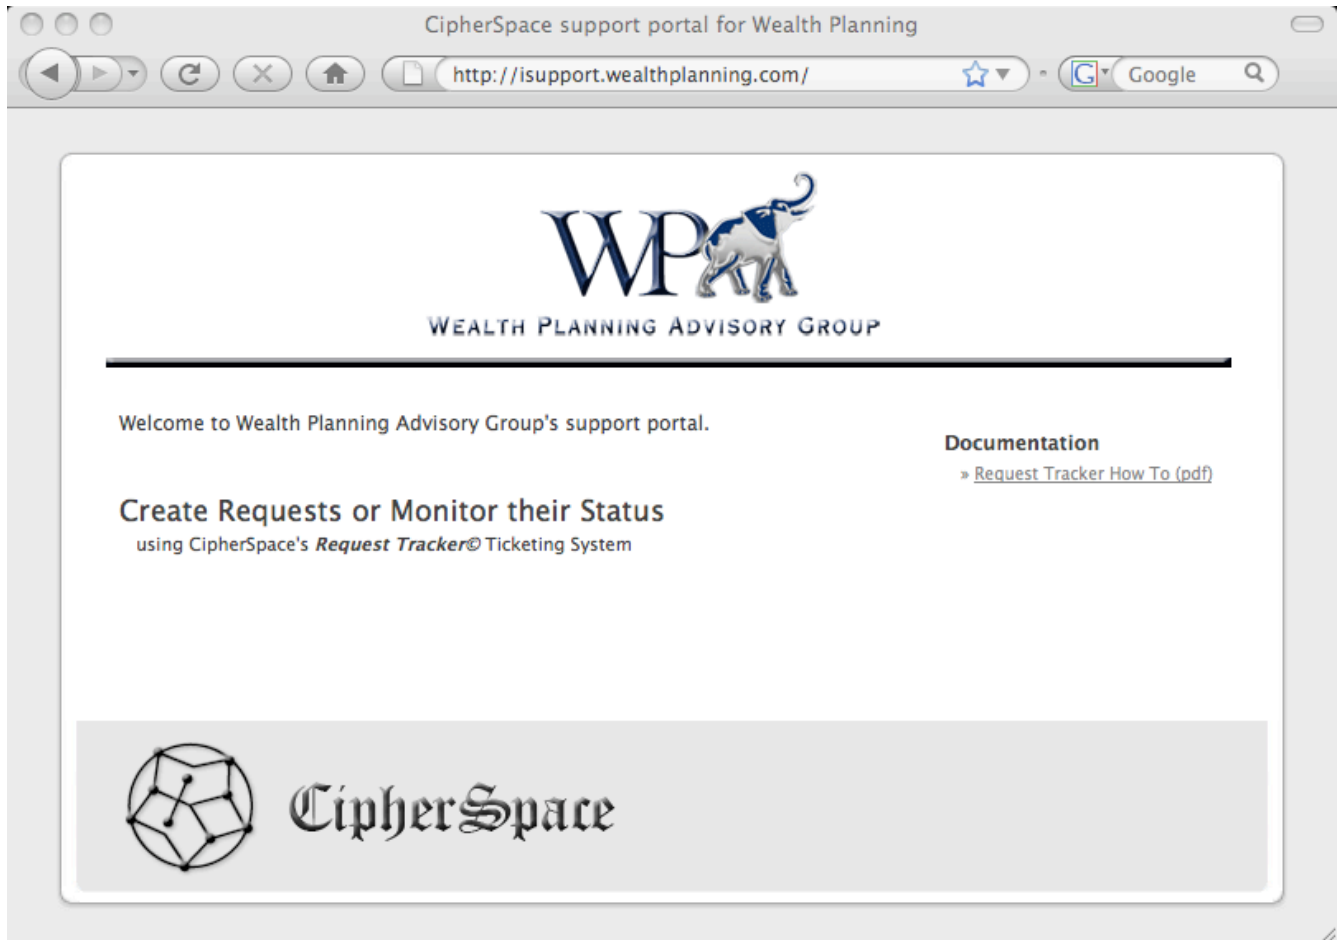 CipherSpace support portal for Wealth Planning
http://isupport.wealthplanning.com/
G Google
WP
WEALTH PLANNING ADVISORY GROUP
Welcome to Wealth Planning Advisory Group's support portal.
Documentation
» Request Tracker How To (pdf)
Create Requests or Monitor their Status
using CipherSpace's Request Tracker© Ticketing System
CipherSpace